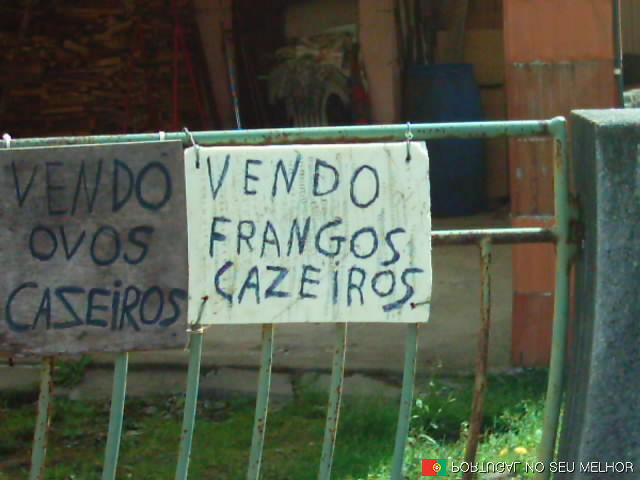 VENDO
OVOS
CASEIROS
VENDO
FRANGOS
CAZEIROS
PORTUGAL NO SEU MELHOR